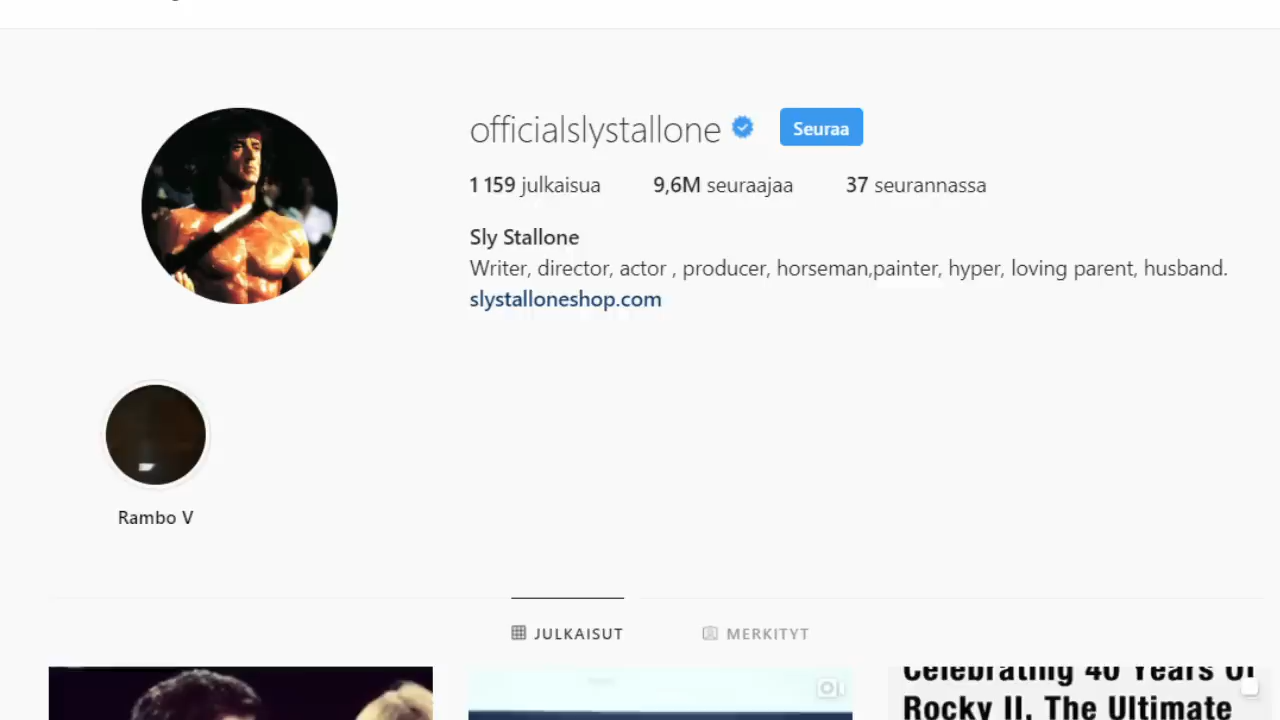 officialslystallone
Seuraa
1 159 julkaisua 9,6M seuraajaa 37 seurannassa
Sly Stallone
Writer, director, actor , producer, horseman,painter, hyper, loving parent, husband.
slystalloneshop.com
Rambo V
JULKAISUT MERKITYT
Celebrating 40 Years Of
Rocky II, The Ultimate